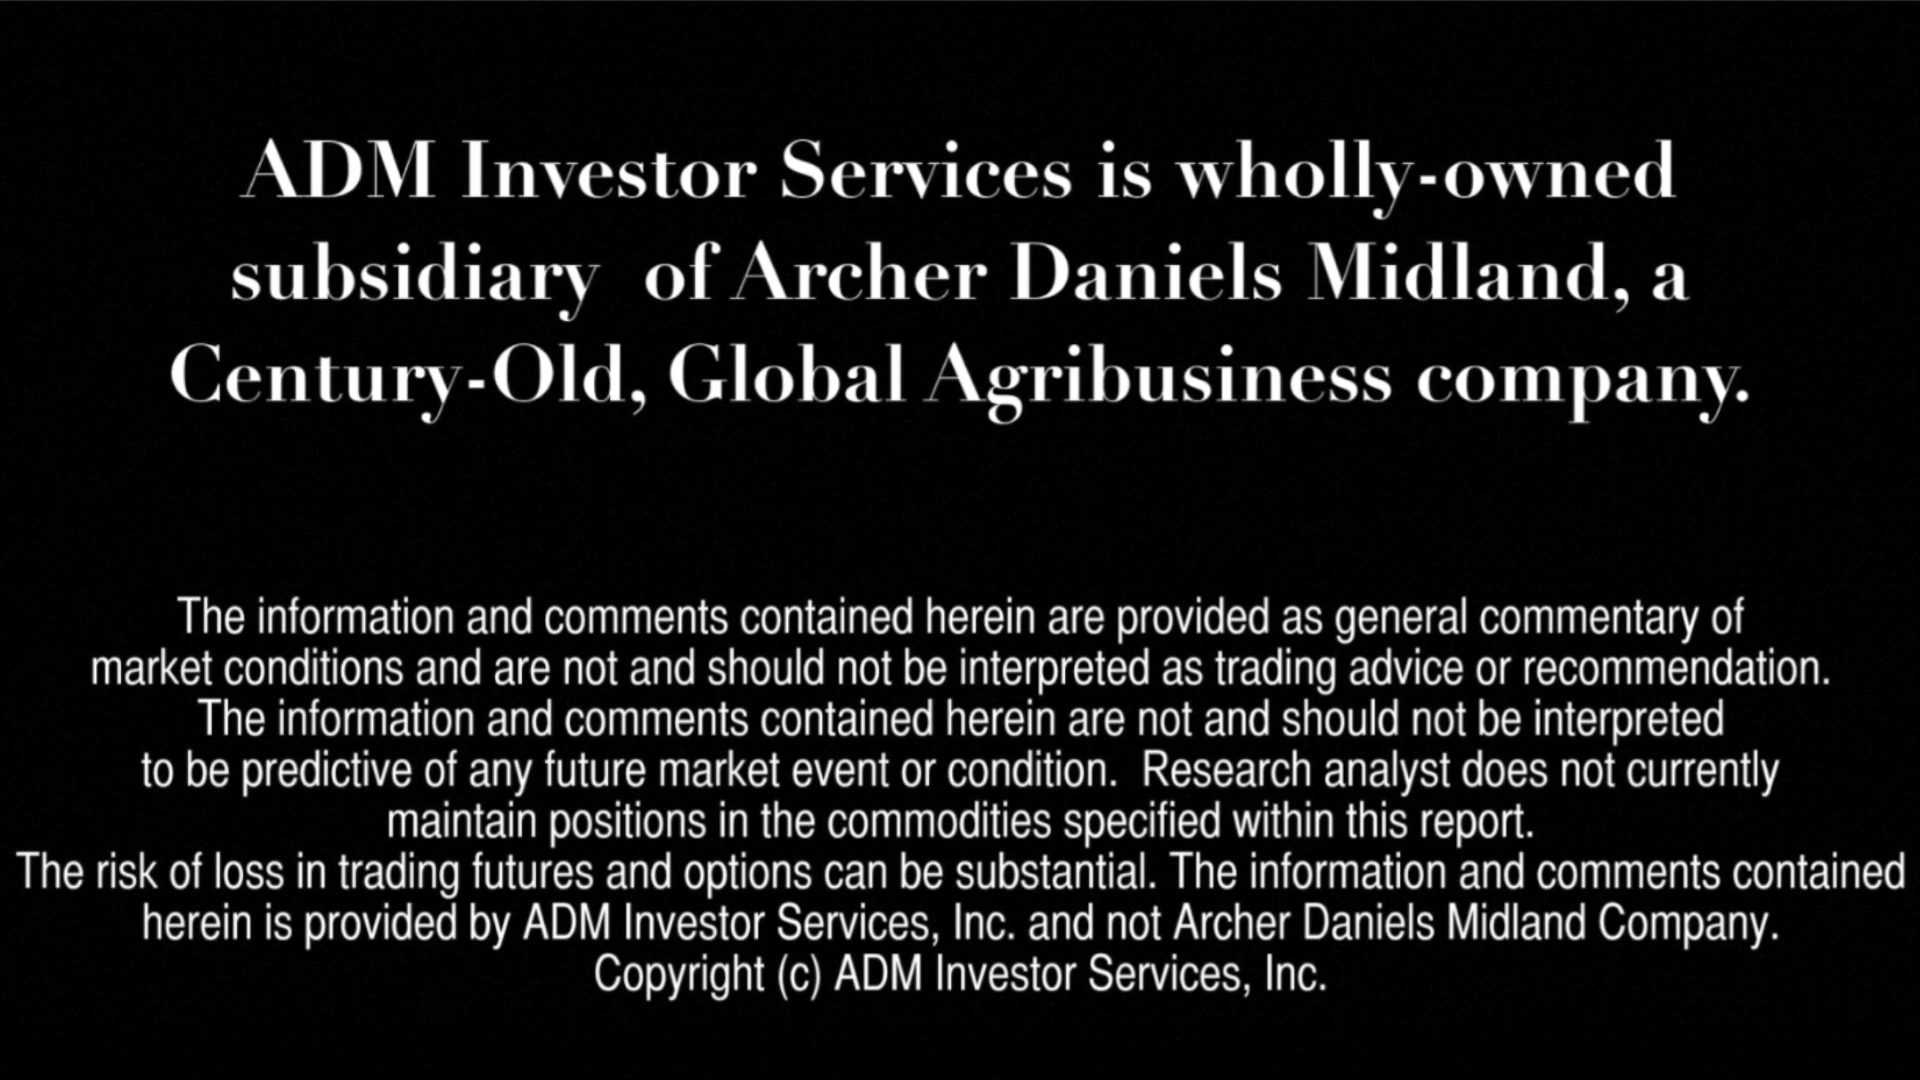 ADM Investor Services is wholly-owned
subsidiary  of Archer Daniels Midland, a
Century-Old, Global Agribusiness company.
The information and comments contained herein are provided as general commentary of
market conditions and are not and should not be interpreted as trading advice or recommendation.
The information and comments contained herein are not and should not be interpreted
to be predictive of any future market event or condition.  Research analyst does not currently
maintain positions in the commodities specified within this report.
The risk of loss in trading futures and options can be substantial. The information and comments contained
herein is provided by ADM Investor Services, Inc. and not Archer Daniels Midland Company.
Copyright (c) ADM Investor Services, Inc.